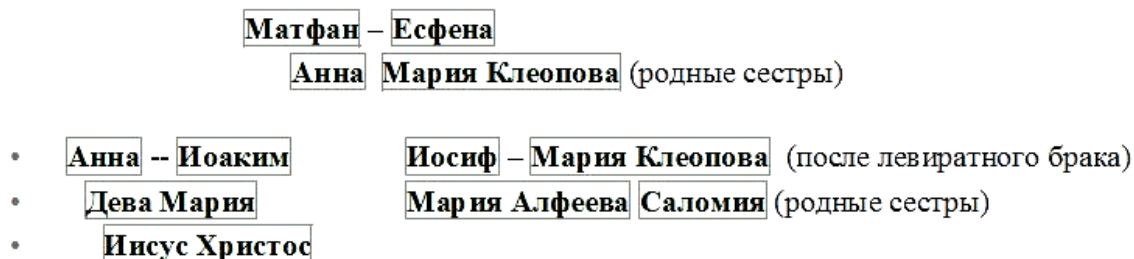 Матфан – Есфена
Анна Мария Клеопова (родные сестры)
• Анна -- Иоаким Иосиф – Мария Клеопова (после левиратного брака)
• Дева Мария Мария Алфеева Саломия (родные сестры)
• Иисус Христос